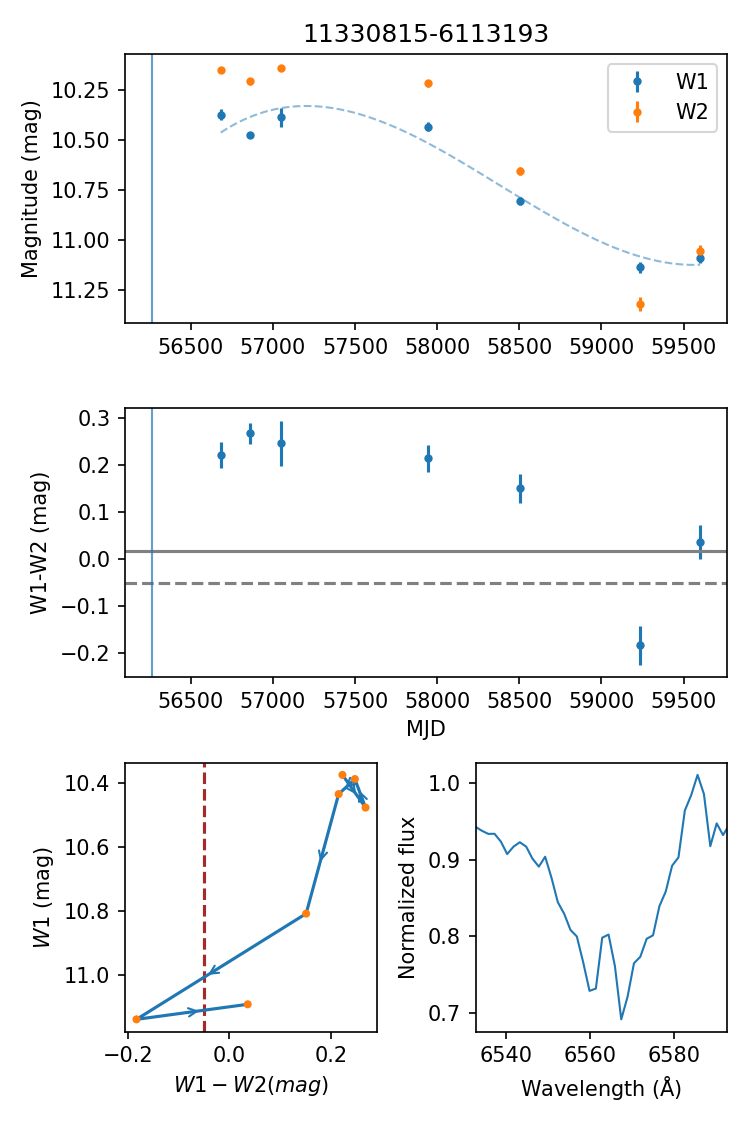 11330815-6113193
Magnitude (mag)
10.25
10.50
10.75
11.00
11.25
W1
W2
56500 57000 57500 58000 58500 59000 59500
W1-W2 (mag)
0.3
0.2
0.1
0.0
−0.1
−0.2
56500 57000 57500 58000 58500 59000 59500
MJD
W1 (mag)
10.4
10.6
10.8
11.0
−0.2 0.0 0.2
W1 − W2(mag)
Normalized flux
1.0
0.9
0.8
0.7
6540 6560 6580
Wavelength (Å)